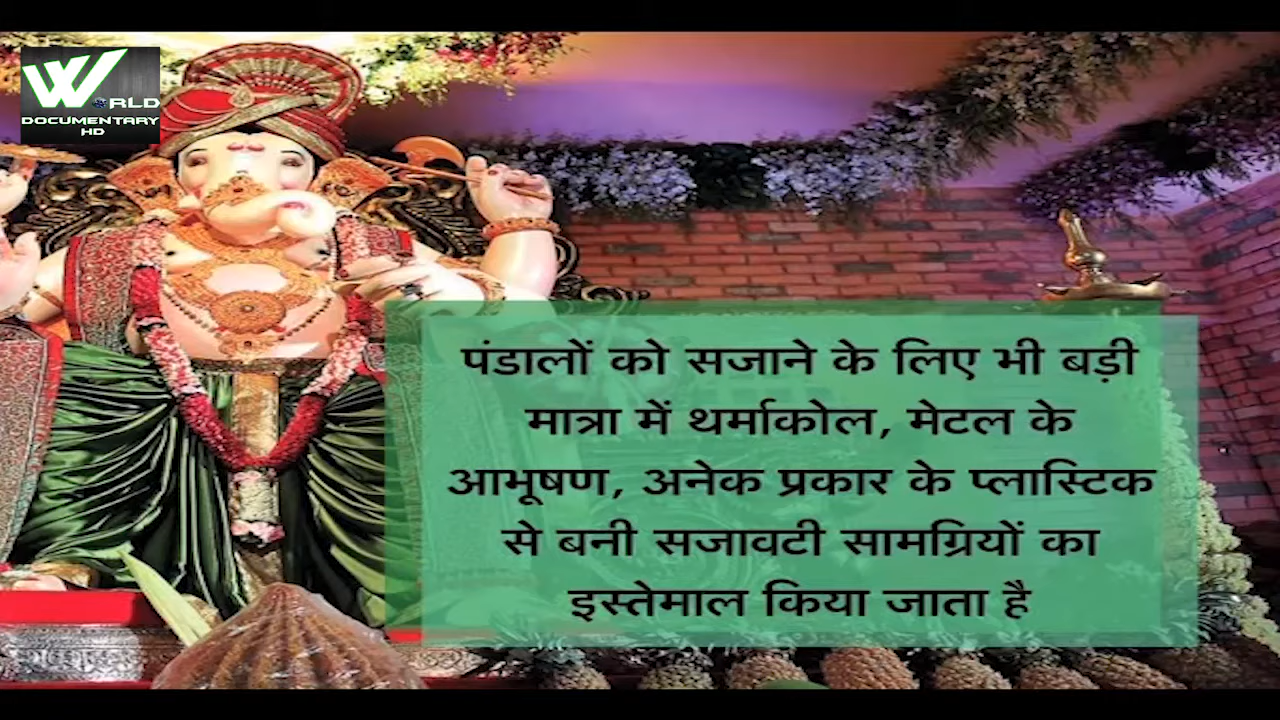 WORLD
DOCUMENTARY
HD
पंडालों को सजाने के लिए भी बड़ी
मात्रा में थर्माकोल, मेटल के
आभूषण, अनेक प्रकार के प्लास्टिक
से बनी सजावटी सामग्रियों का
इस्तेमाल किया जाता है